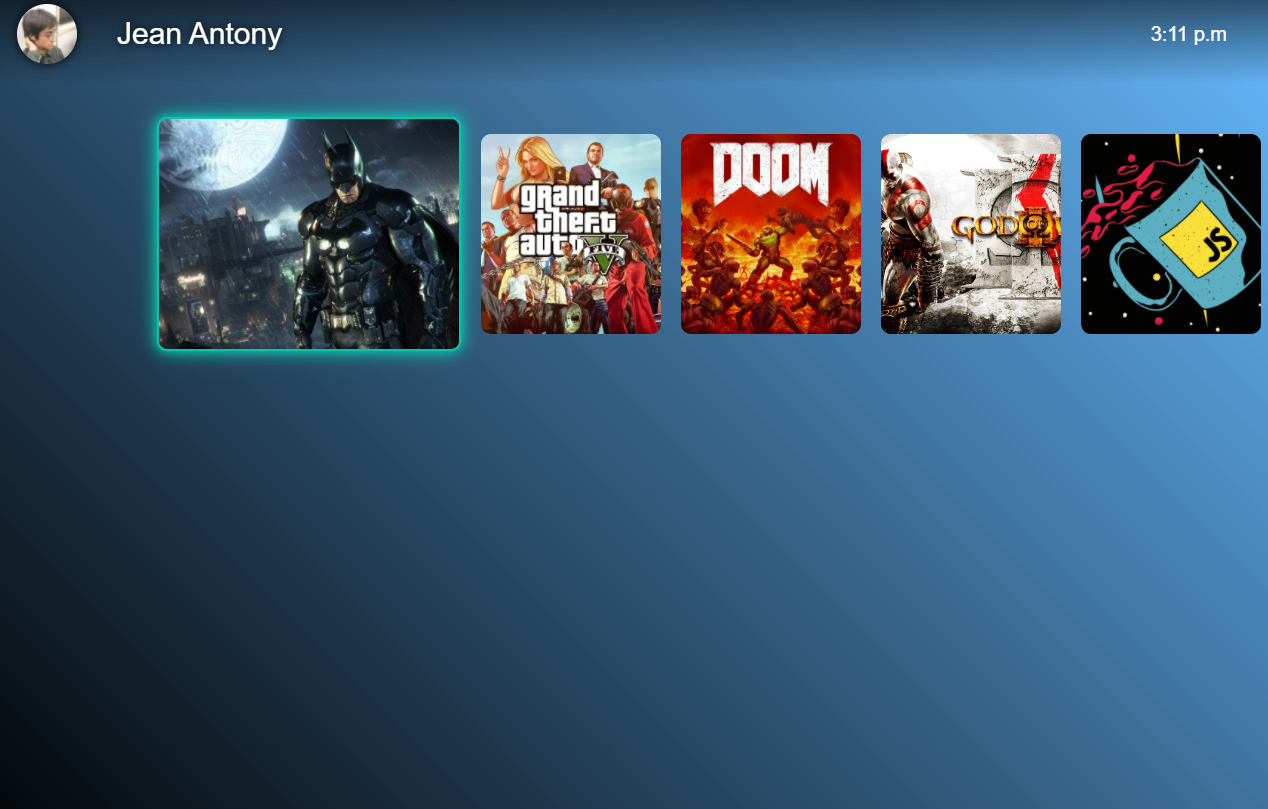 Jean Antony
3:11 p.m
grand
theft
auto
FIVE
V
DOOM
GOD
JS